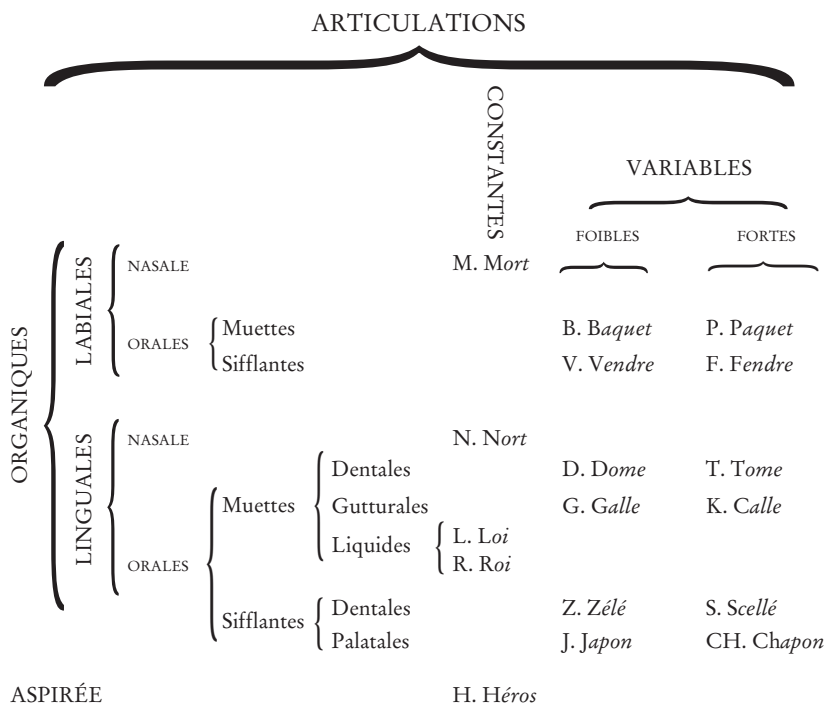 ARTICULATIONS
CONSTANTES
VARIABLES
FOIBLES FORTES
ORGANIQUES
LABIALES
NASALE M. Mort
ORALES
Muettes B. Baquet P. Paquet
Sifflantes V. Vendre F. Fendre
LINGUALES
NASALE N. Nort
ORALES
Muettes
Dentales D. Dome T. Tome
Gutturales G. Galle K. Calle
Liquides
L. Loi
R. Roi
Sifflantes
Dentales Z. Zélé S. Scellé
Palatales J. Japon CH. Chapon
ASPIRÉE H. Héros